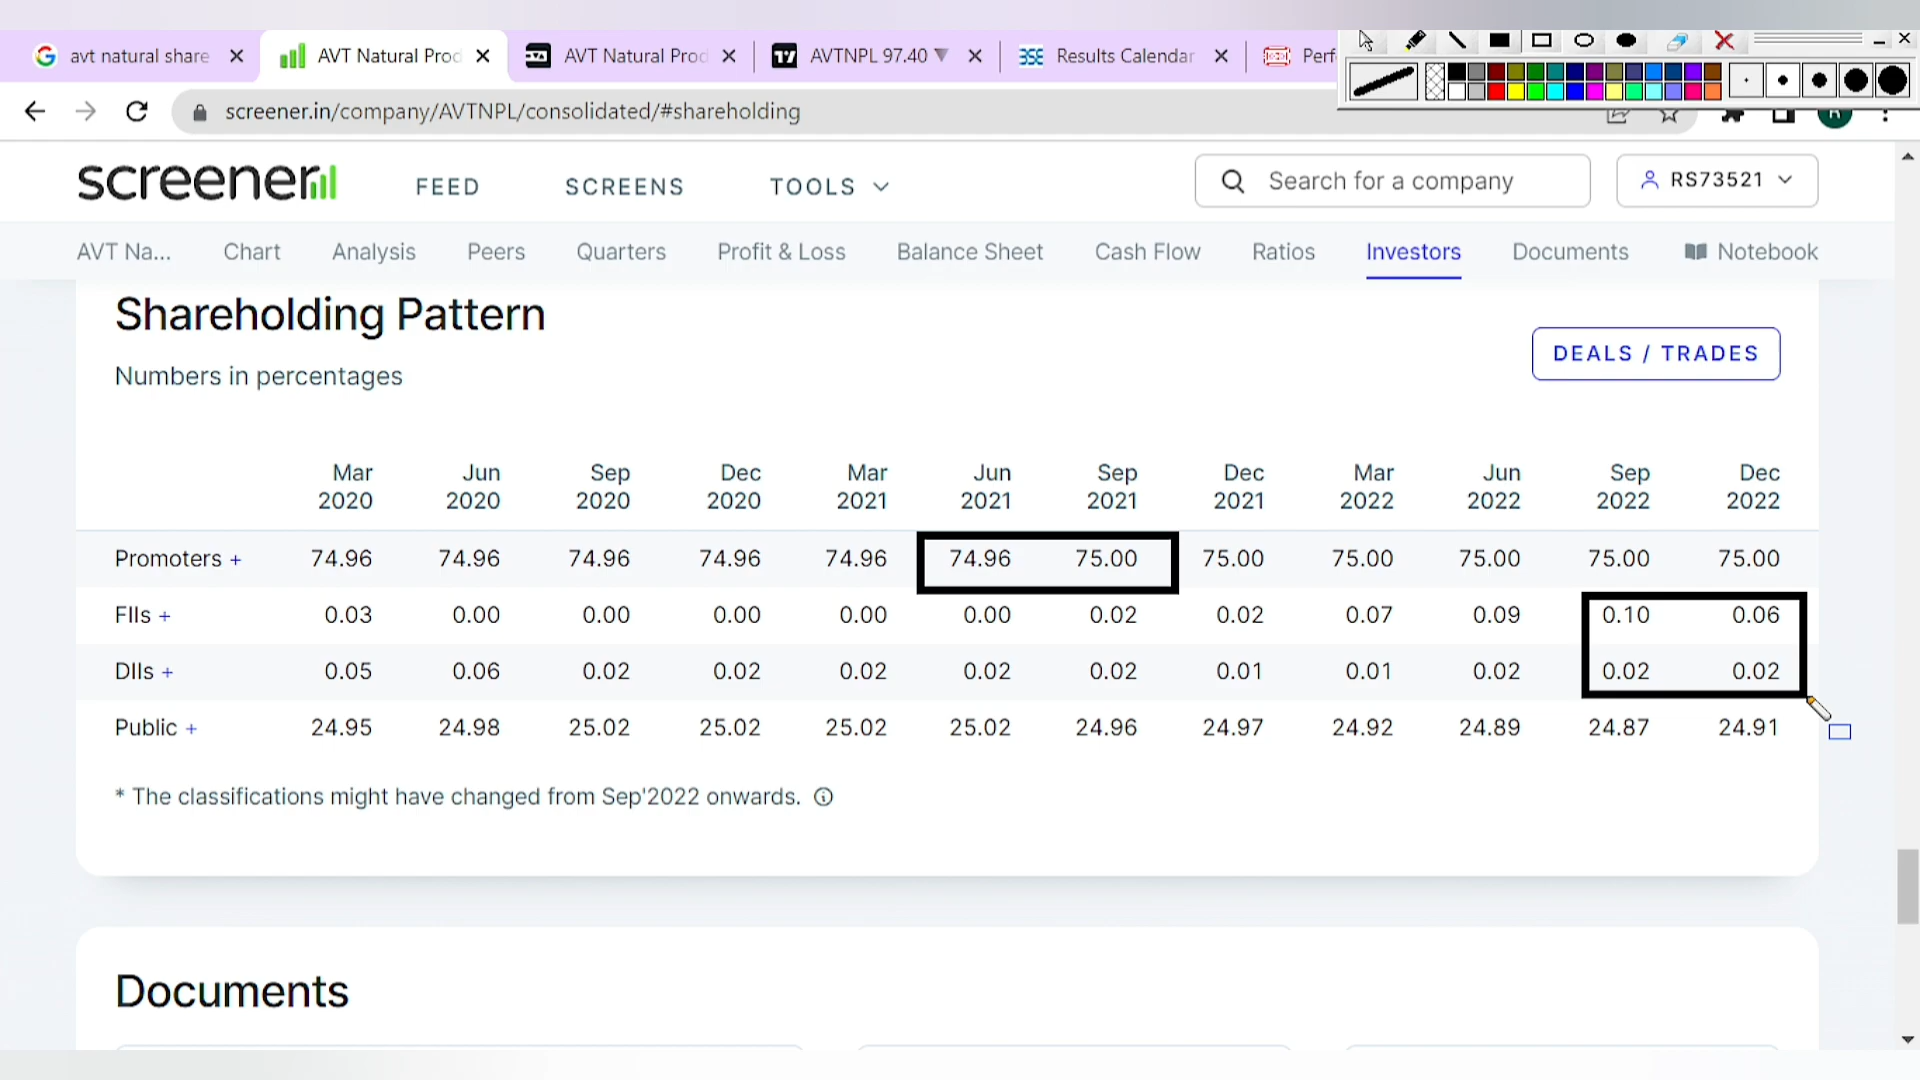 avt natural share
AVT Natural Prod
AVT Natural Prod
AVTNPL 97.40 ▼
Results Calendar
Perf
screener.in/company/AVTNPL/consolidated/#shareholding
screener
FEED SCREENS TOOLS
Search for a company
RS73521
AVT Na... Chart Analysis Peers Quarters Profit & Loss Balance Sheet Cash Flow Ratios Investors Documents Notebook
Shareholding Pattern
DEALS / TRADES
Numbers in percentages
Mar Jun Sep Dec Mar Jun Sep Dec Mar Jun Sep Dec
2020 2020 2020 2020 2021 2021 2021 2021 2022 2022 2022 2022
Promoters + 74.96 74.96 74.96 74.96 74.96 74.96 75.00 75.00 75.00 75.00 75.00 75.00
FIIs + 0.03 0.00 0.00 0.00 0.00 0.00 0.02 0.02 0.07 0.09 0.10 0.06
DIIs + 0.05 0.06 0.02 0.02 0.02 0.02 0.02 0.01 0.01 0.02 0.02 0.02
Public + 24.95 24.98 25.02 25.02 25.02 25.02 24.96 24.97 24.92 24.89 24.87 24.91
* The classifications might have changed from Sep'2022 onwards.
Documents